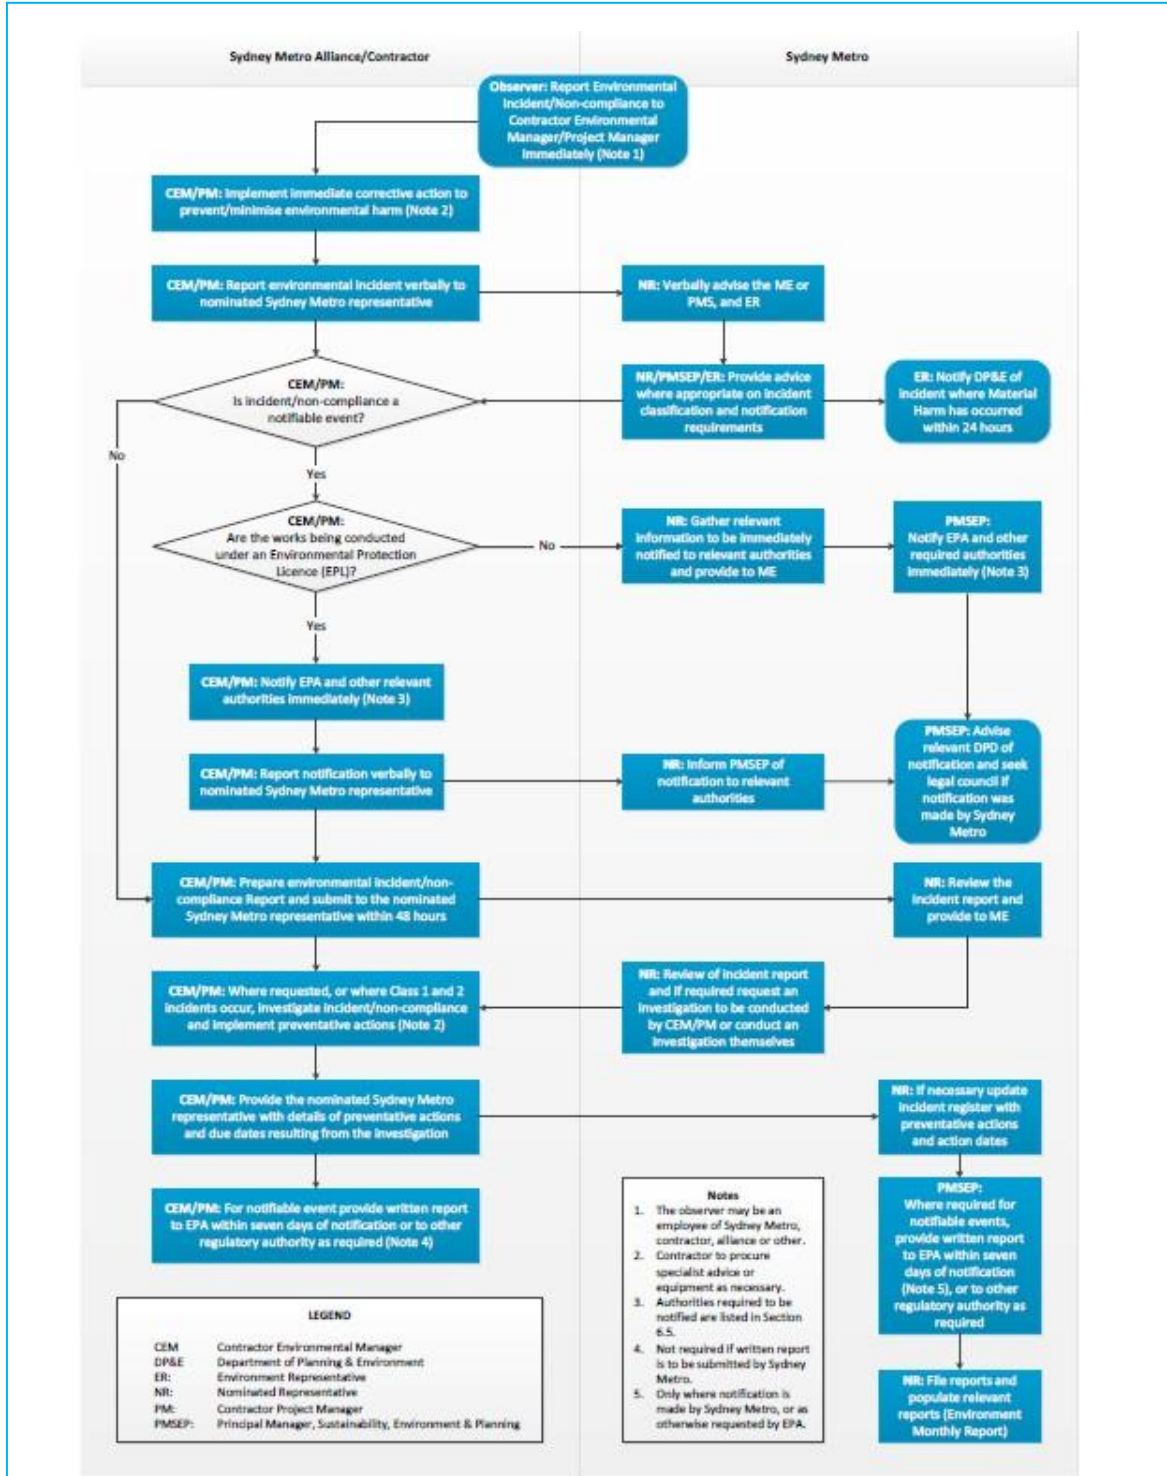 Sydney Metro Alliance/Contractor
Sydney Metro
Observer: Report Environmental
Incident/Non-compliance to
Contractor Environmental
Manager/Project Manager
Immediately (Note 1)
CEM/PM: Implement immediate corrective action to
prevent/minimise environmental harm (Note 2)
CEM/PM: Report environmental incident verbally to
nominated Sydney Metro representative
NR: Verbally advise the ME or
PMS, and ER
CEM/PM:
Is incident/non-compliance a
notifiable event?
NR/PMSEP/ER: Provide advice
where appropriate on incident
classification and notification
requirements
ER: Notify DP&E of
incident where Material
Harm has occurred
within 24 hours
No
Yes
CEM/PM:
Are the works being conducted
under an Environmental Protection
Licence (EPL)?
No
NR: Gather relevant
information to be immediately
notified to relevant authorities
and provide to ME
PMSEP:
Notify EPA and other
required authorities
immediately (Note 3)
Yes
CEM/PM: Notify EPA and other relevant
authorities immediately (Note 3)
CEM/PM: Report notification verbally to
nominated Sydney Metro representative
NR: Inform PMSEP of
notification to relevant
authorities
PMSEP: Advise
relevant DPD of
notification and seek
legal council if
notification was
made by Sydney
Metro
CEM/PM: Prepare environmental incident/non-
compliance Report and submit to the nominated
Sydney Metro representative within 48 hours
NR: Review the
incident report and
provide to ME
CEM/PM: Where requested, or where Class 1 and 2
incidents occur, investigate incident/non-compliance
and implement preventative actions (Note 2)
NR: Review of incident report
and if required request an
investigation to be conducted
by CEM/PM or conduct an
investigation themselves
CEM/PM: Provide the nominated Sydney Metro
representative with details of preventative actions
and due dates resulting from the investigation
NR: If necessary update
incident register with
preventative actions
and action dates
CEM/PM: For notifiable event provide written report
to EPA within seven days of notification or to other
regulatory authority as required (Note 4)
PMSEP:
Where required for
notifiable events,
provide written report
to EPA within seven
days of notification
(Note 5), or to other
regulatory authority as
required
NR: File reports and
populate relevant
reports (Environment
Monthly Report)
Notes
1. The observer may be an
employee of Sydney Metro,
contractor, alliance or other.
2. Contractor to procure
specialist advice or
equipment as necessary.
3. Authorities required to be
notified are listed in Section
6.5.
4. Not required if written report
is to be submitted by Sydney
Metro.
5. Only where notification is
made by Sydney Metro, or as
otherwise requested by EPA.
LEGEND
CEM Contractor Environmental Manager
DP&E Department of Planning & Environment
ER: Environment Representative
NR: Nominated Representative
PM: Contractor Project Manager
PMSEP: Principal Manager, Sustainability, Environment & Planning